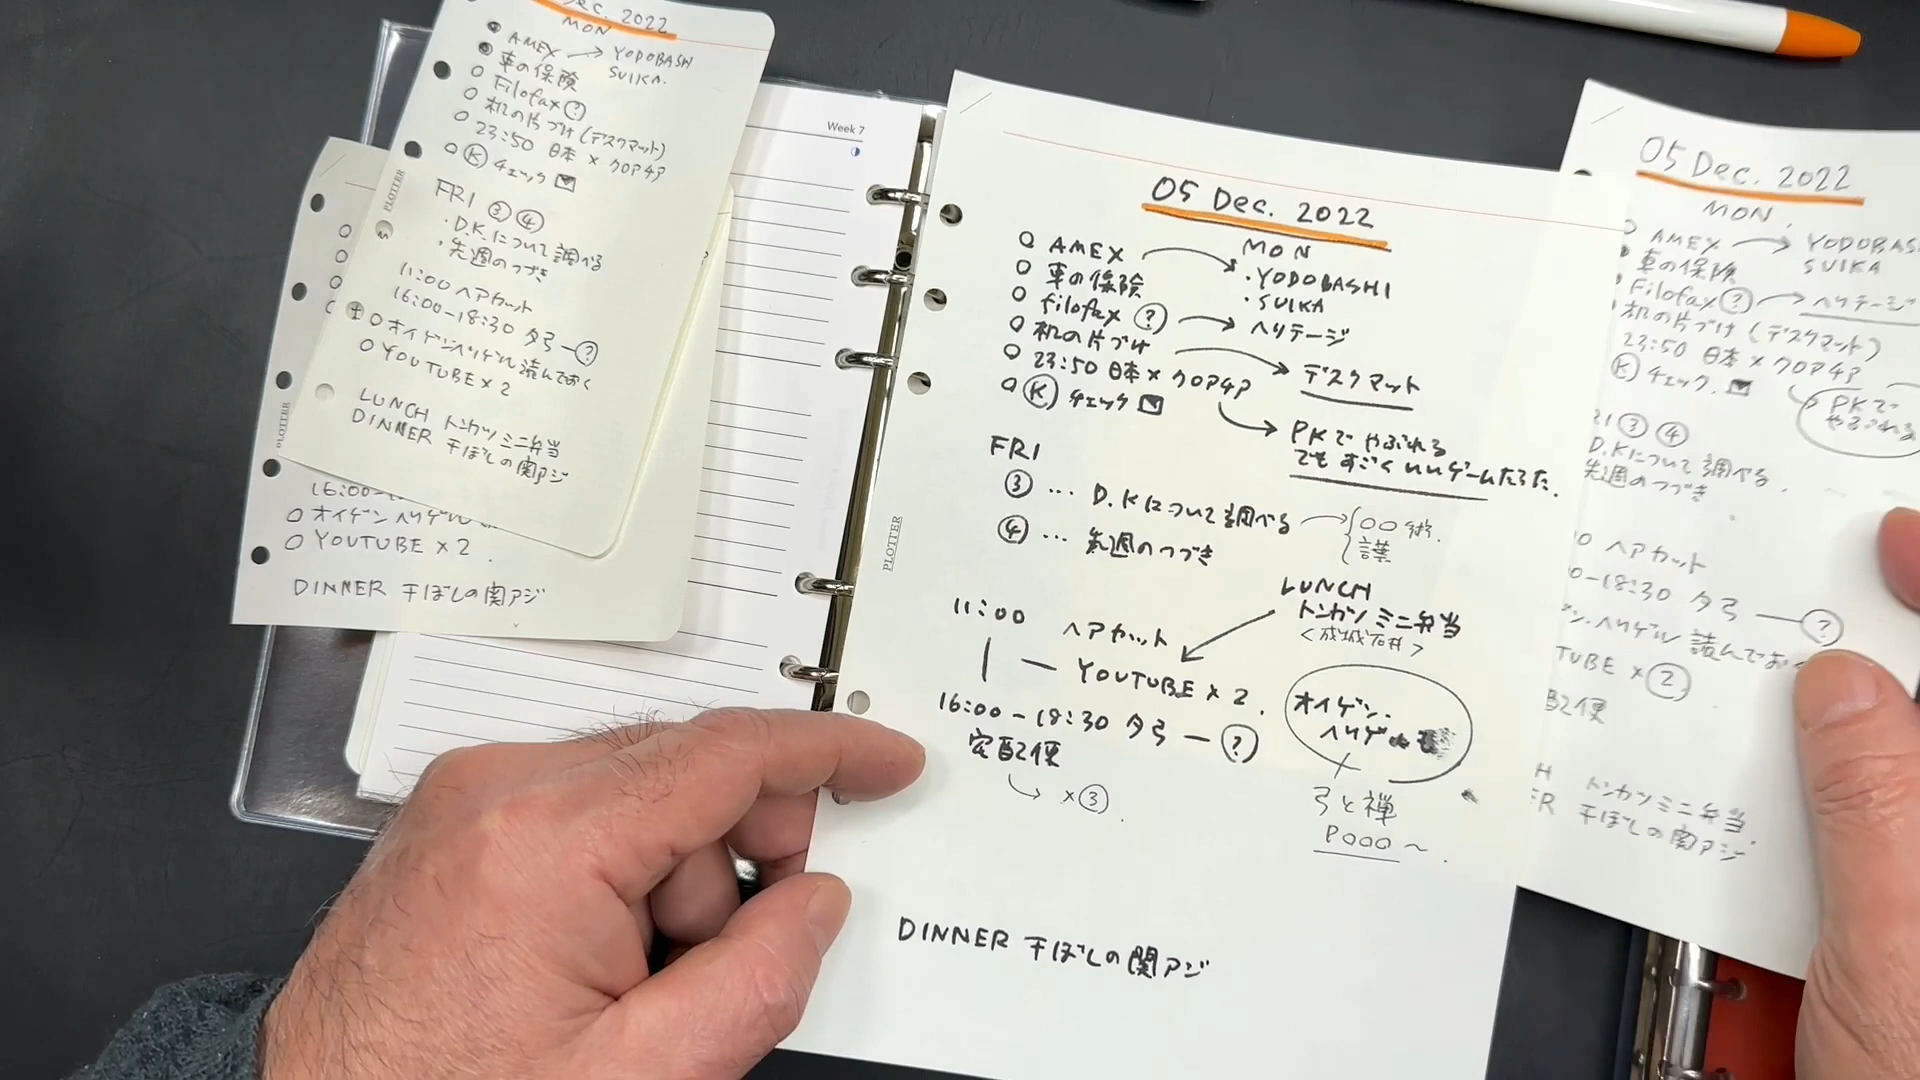 Dec. 2022
MON
AMEX → YODOBASH
SUICA.
車の保険
Filofax ?
机の片づけ (デスクマット)
23:50 日本 × クロアチア
Ⓚ チェック
FRI ③ ④
・D.K.について調べる
・先週のつづき
11:00 ヘアカット
16:00-18:30 夕弓 - ?
オイゲンヘリゲル読んでおく
YOUTUBE × 2
LUNCH トンカツミニ弁当
DINNER 干ぼしの関アジ
PLOTTER
PLOTTER
オイゲンヘリゲル
YOUTUBE × 2.
DINNER 干ぼしの関アジ
Week 7
PLOTTER
05 Dec. 2022
MON
AMEX
・YODOBASHI
・SUIKA
車の保険
filofax ? → ヘリテージ
机の片づけ → デスクマット
23:50 日本 × クロアチア
Ⓚ チェック
→ PKでやぶれる
でもすごくいいゲームだった.
FRI
③ … D.Kについて調べる → ○○術.
④ … 先週のつづき
LUNCH
トンカツミニ弁当
<成城石井>
11:00 ヘアカット
YOUTUBE × 2.
16:00-18:30 夕弓 - ?
宅配便
→ ×③.
オイゲン.
弓と禅
POOO~.
DINNER 干ぼしの関アジ
05 Dec. 2022
MON.
AMEX → YODOBAS
SUIKA
車の保険
Filofax ? → ヘリテージ
机の片づけ (デスクマット)
23:50 日本 × クロアチア
Ⓚ チェック.
PKで
やぶれる
③ ④
D.Kについて調べる.
先週のつづき
ヘアカット
-18:30 夕弓 ― ?
ヘリゲル 読んでおく
TUBE × ②
トンカツミニ弁当.
干ぼしの関アジ